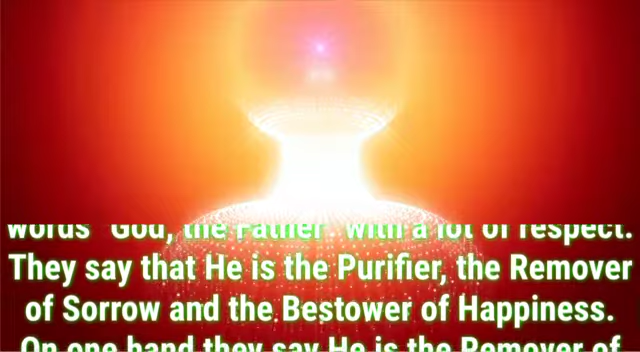 words "God, the Father" with a lot of respect.
They say that He is the Purifier, the Remover
of Sorrow and the Bestower of Happiness.
On one hand they say He is the Remover of